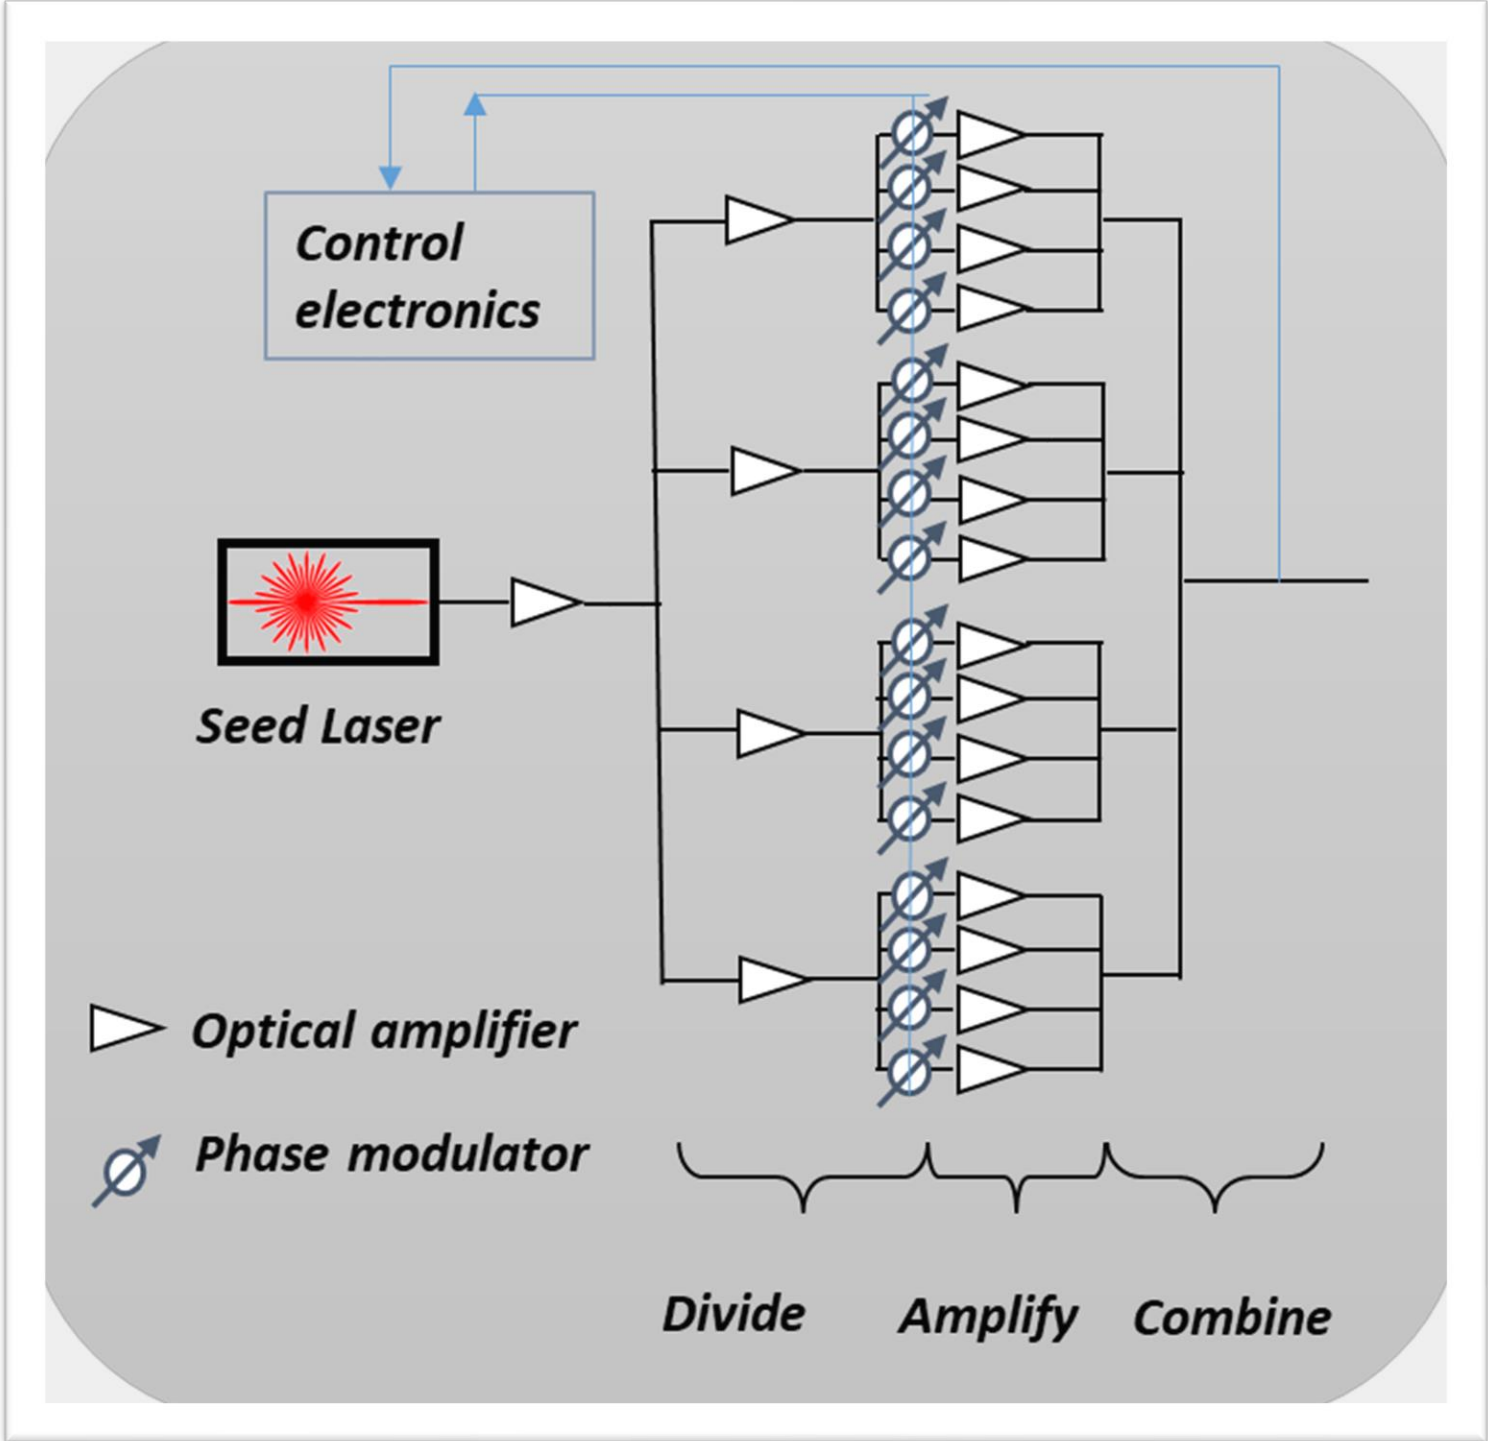 Control
electronics
Seed Laser
Optical amplifier
Phase modulator
Divide
Amplify
Combine